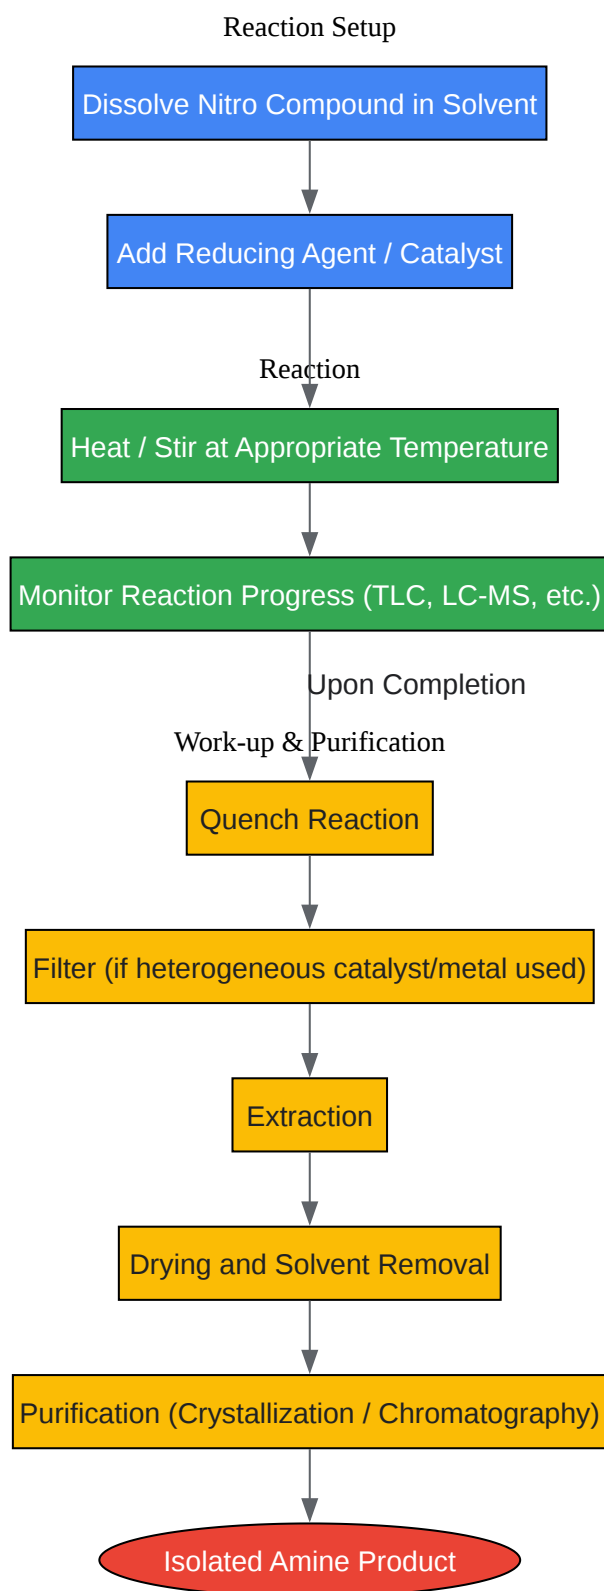 Reaction Setup
Dissolve Nitro Compound in Solvent
Add Reducing Agent / Catalyst
Reaction
Heat / Stir at Appropriate Temperature
Monitor Reaction Progress (TLC, LC-MS, etc.)
Upon Completion
Work-up & Purification
Quench Reaction
Filter (if heterogeneous catalyst/metal used)
Extraction
Drying and Solvent Removal
Purification (Crystallization / Chromatography)
Isolated Amine Product